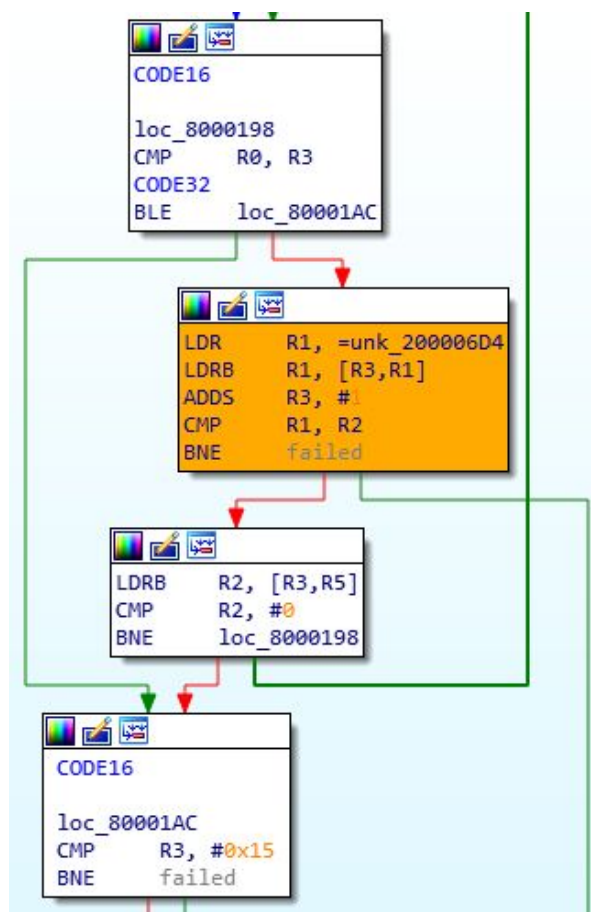 CODE16
loc_8000198
CMP R0, R3
CODE32
BLE loc_80001AC
LDR R1, =unk_200006D4
LDRB R1, [R3,R1]
ADDS R3, #1
CMP R1, R2
BNE failed
LDRB R2, [R3,R5]
CMP R2, #0
BNE loc_8000198
CODE16
loc_80001AC
CMP R3, #0x15
BNE failed